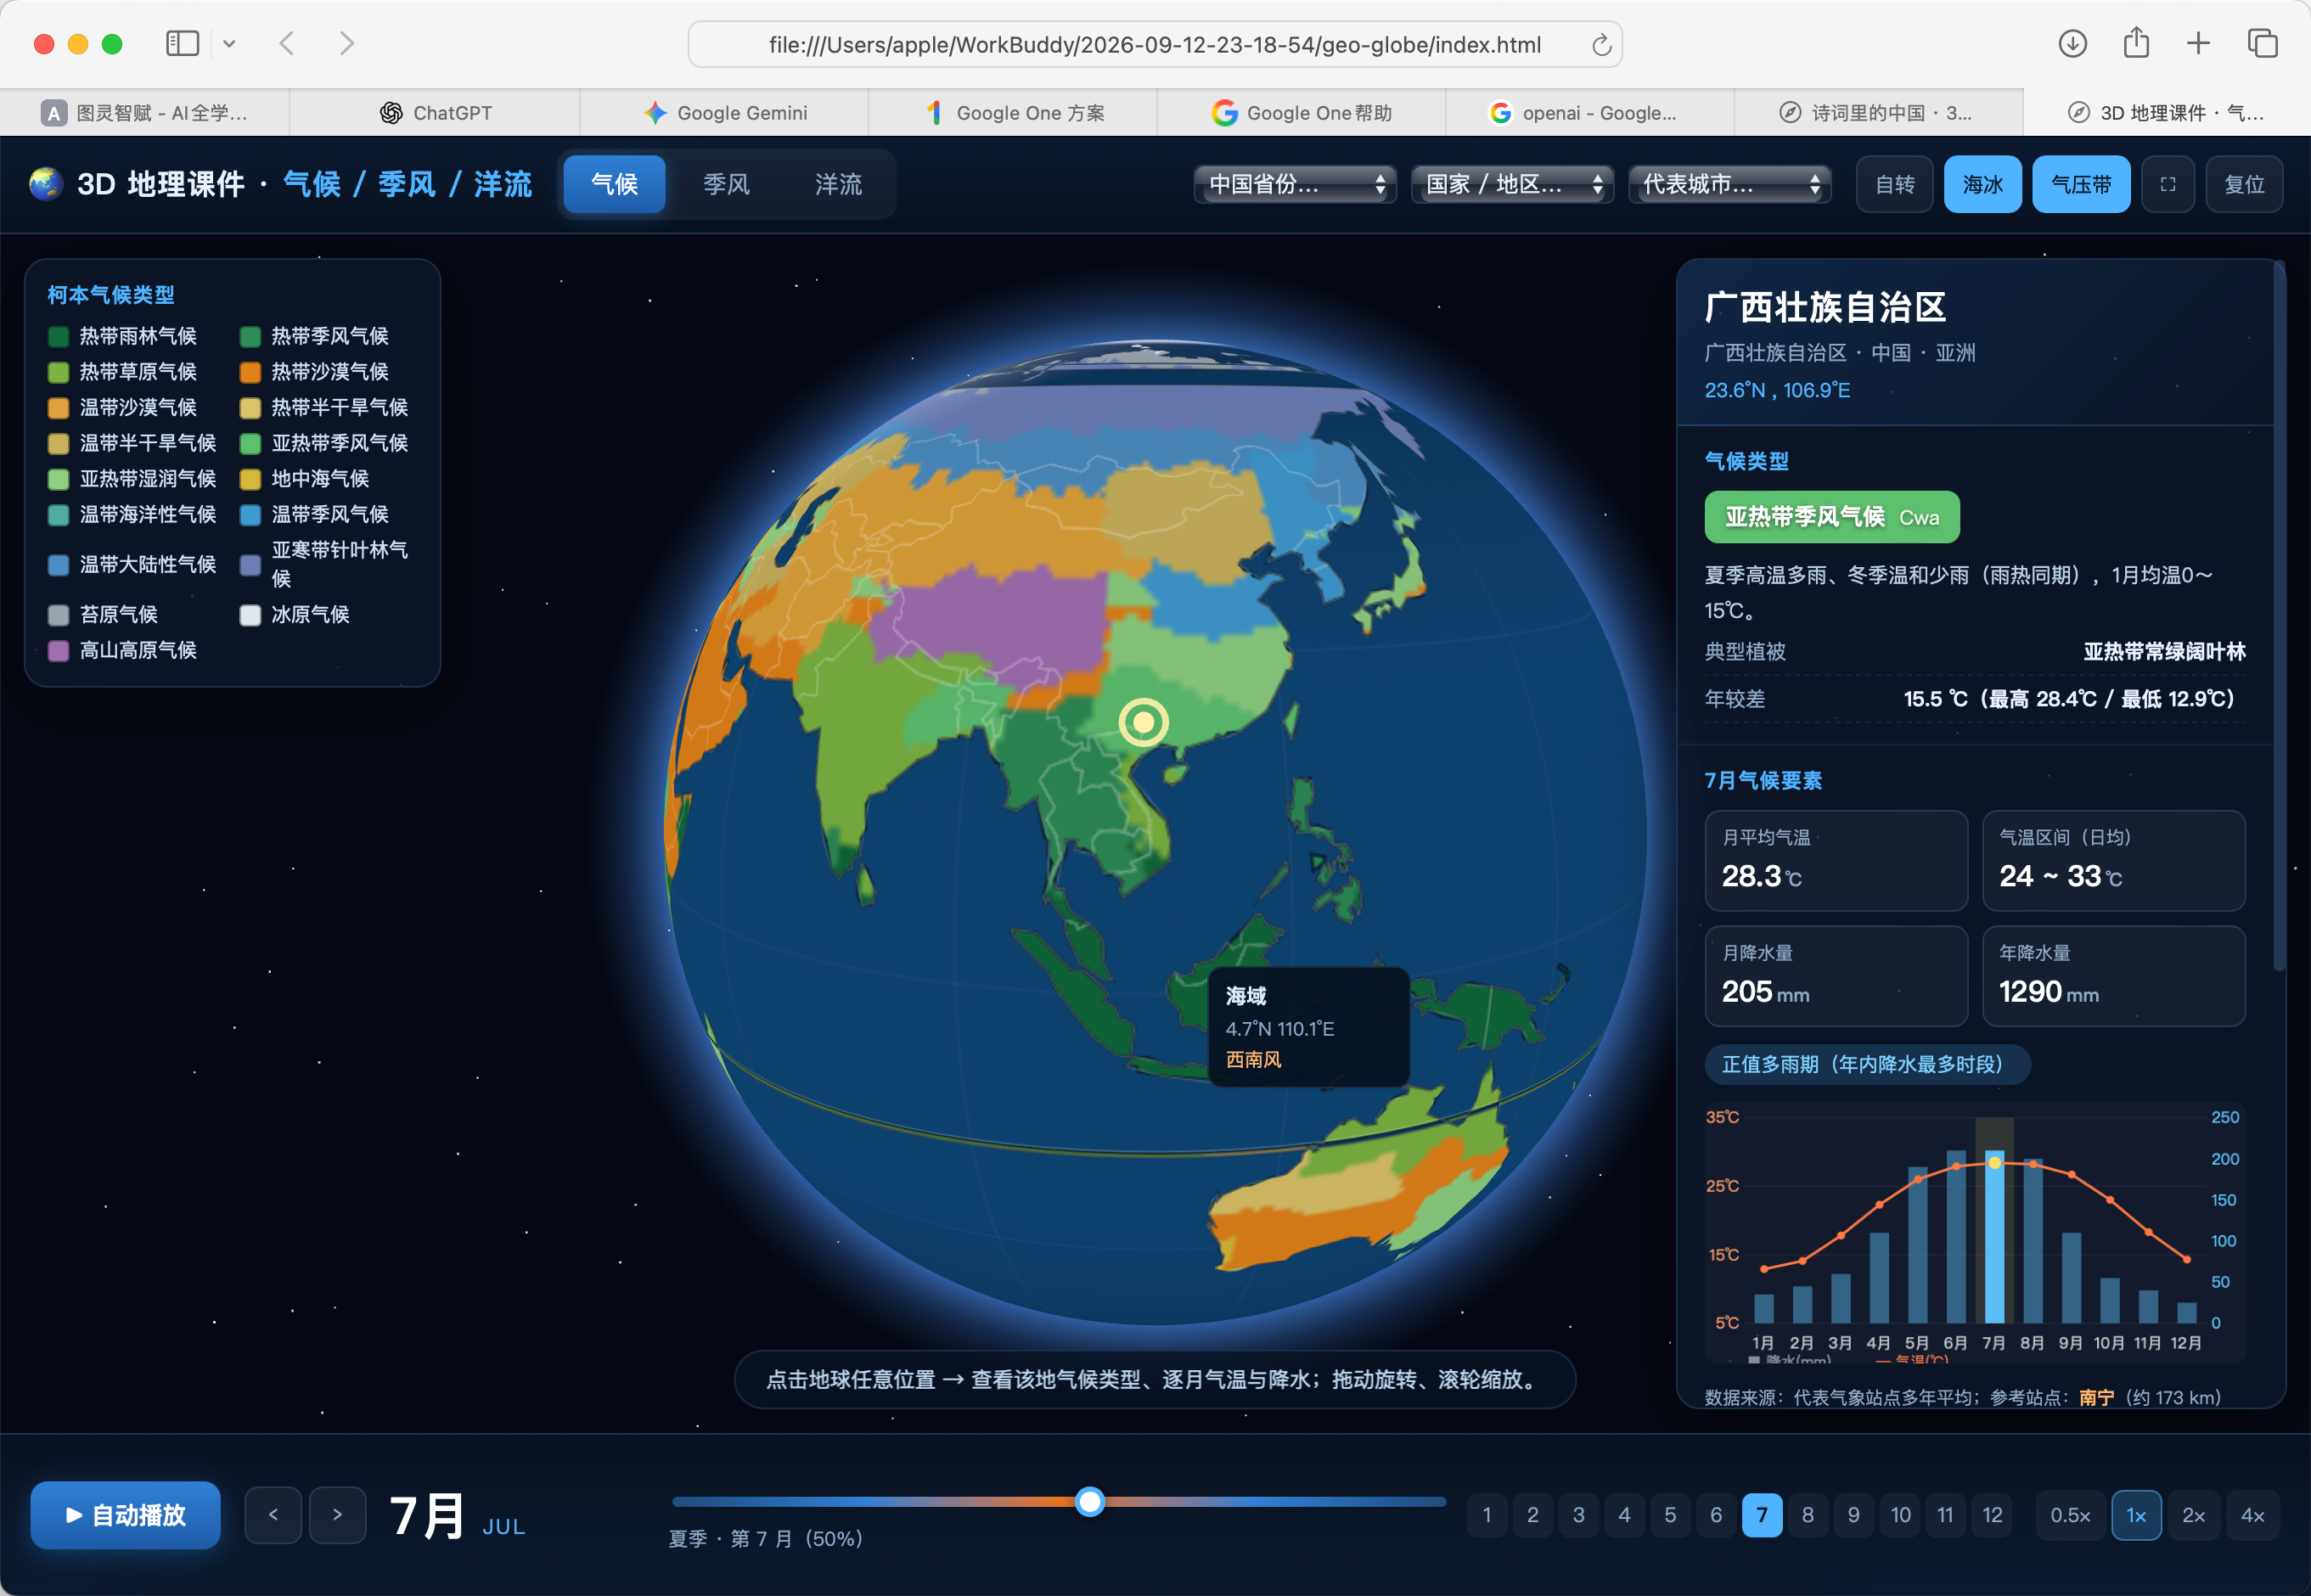 file:///Users/apple/WorkBuddy/2026-09-12-23-18-54/geo-globe/index.html
A 图灵智赋 - AI全学...
ChatGPT
Google Gemini
Google One 方案
Google One帮助
openai - Google...
诗词里的中国 · 3...
3D 地理课件 · 气...
3D 地理课件 · 气候 / 季风 / 洋流
气候
季风
洋流
中国省份...
国家 / 地区...
代表城市...
自转
海冰
气压带
复位
柯本气候类型
热带雨林气候
热带季风气候
热带草原气候
热带沙漠气候
温带沙漠气候
热带半干旱气候
温带半干旱气候
亚热带季风气候
亚热带湿润气候
地中海气候
温带海洋性气候
温带季风气候
温带大陆性气候
亚寒带针叶林气
候
苔原气候
冰原气候
高山高原气候
海域
4.7°N 110.1°E
西南风
点击地球任意位置 → 查看该地气候类型、逐月气温与降水；拖动旋转、滚轮缩放。
广西壮族自治区
广西壮族自治区 · 中国 · 亚洲
23.6°N , 106.9°E
气候类型
亚热带季风气候 Cwa
夏季高温多雨、冬季温和少雨（雨热同期），1月均温0～
15℃。
典型植被 亚热带常绿阔叶林
年较差 15.5 ℃（最高 28.4℃ / 最低 12.9℃）
7月气候要素
月平均气温
28.3 ℃
气温区间（日均）
24 ~ 33 ℃
月降水量
205 mm
年降水量
1290 mm
正值多雨期（年内降水最多时段）
35℃
25℃
15℃
5℃
250
200
150
100
50
0
1月 2月 3月 4月 5月 6月 7月 8月 9月 10月 11月 12月
降水(mm) 气温(℃)
数据来源：代表气象站点多年平均；参考站点：南宁（约 173 km）
▶ 自动播放
<
>
7月 JUL
夏季 · 第 7 月（50%）
1 2 3 4 5 6 7 8 9 10 11 12
0.5× 1× 2× 4×